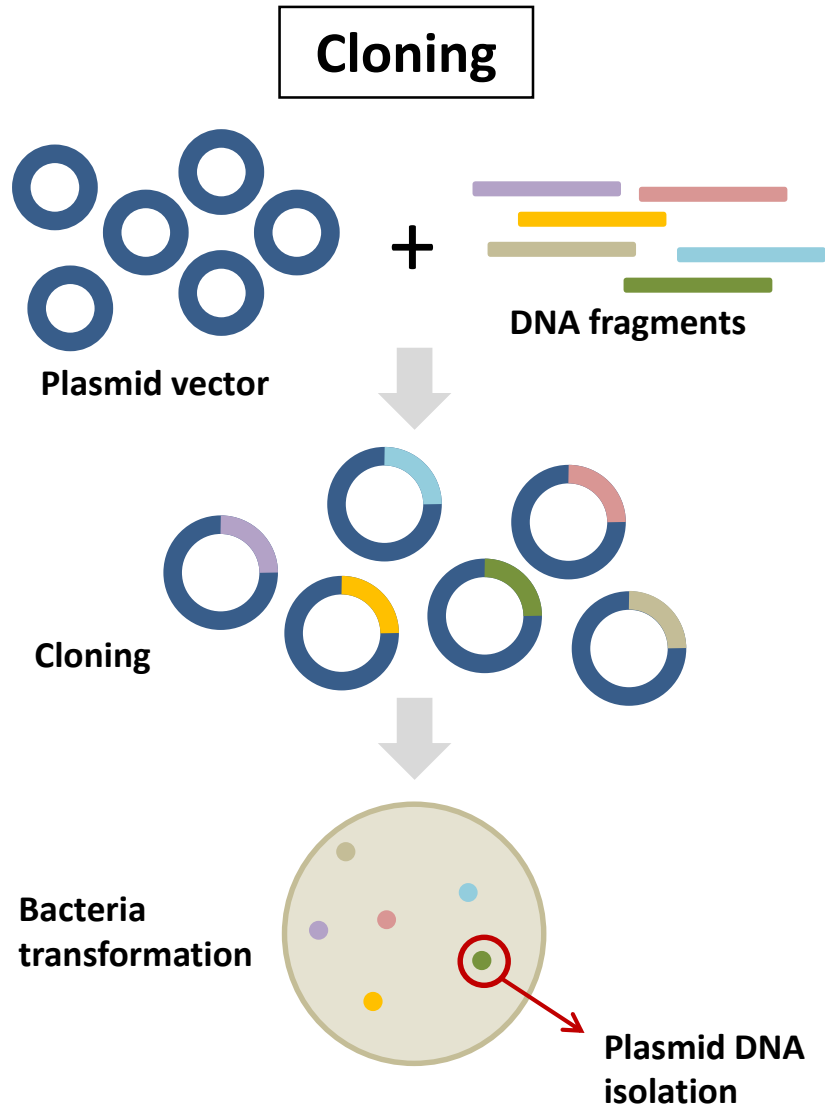 Cloning
DNA fragments
Plasmid vector
Cloning
Bacteria
transformation
Plasmid DNA
isolation